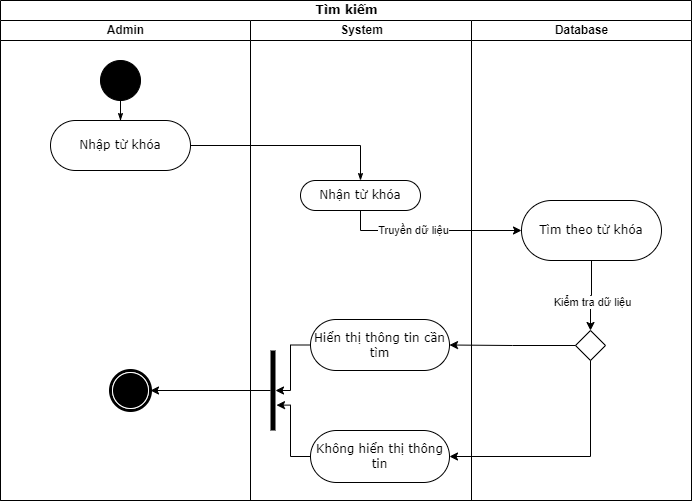 Tìm kiếm
Admin
System
Database
Nhập từ khóa
Nhận từ khóa
Truyền dữ liệu
Tìm theo từ khóa
Kiểm tra dữ liệu
Hiển thị thông tin cần
tìm
Không hiển thị thông
tin